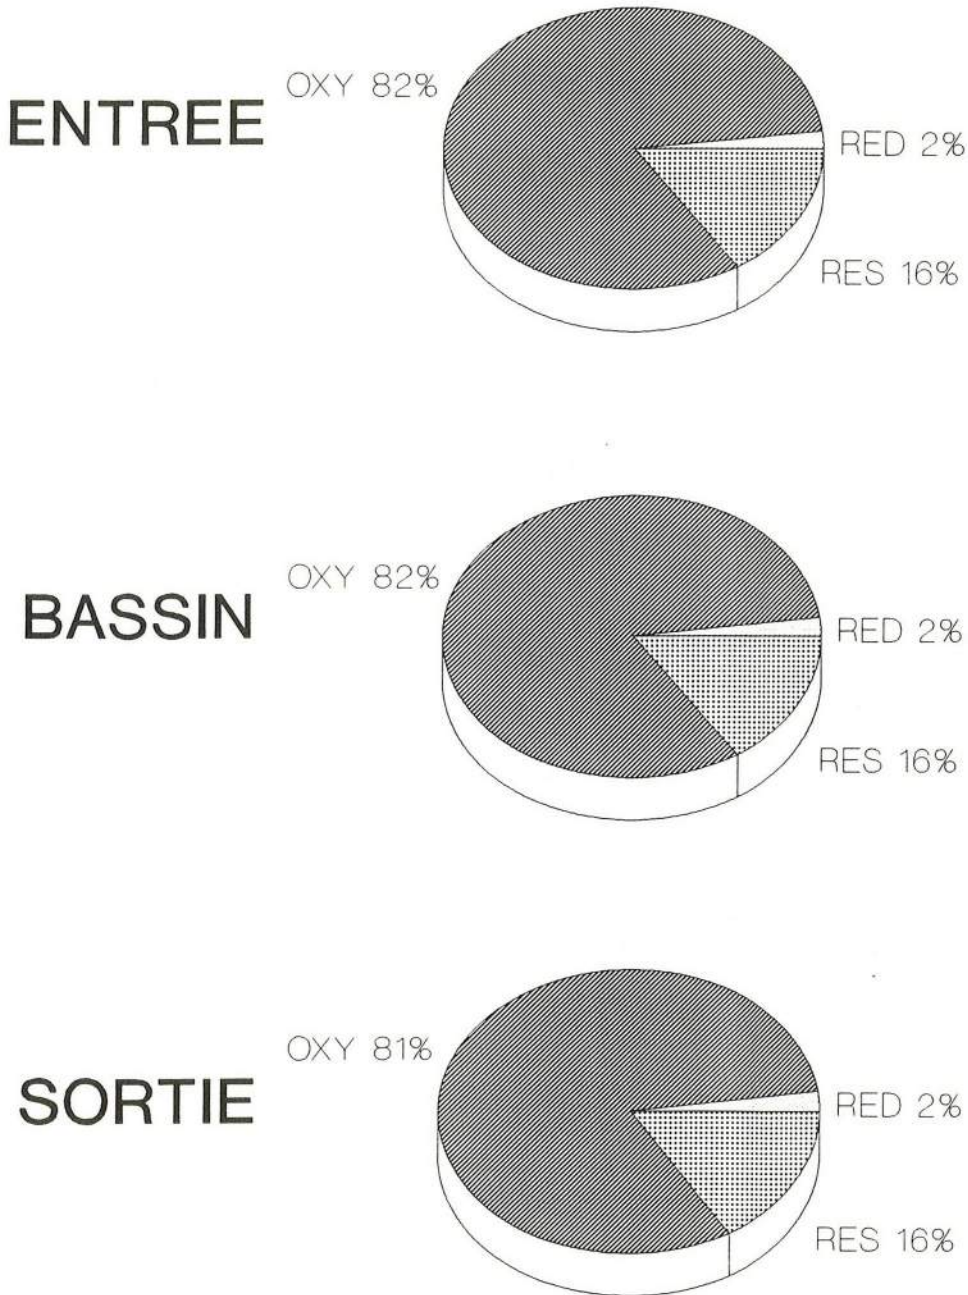 OXY 82%
ENTREE
RED 2%
RES 16%
OXY 82%
BASSIN
RED 2%
RES 16%
OXY 81%
SORTIE
RED 2%
RES 16%